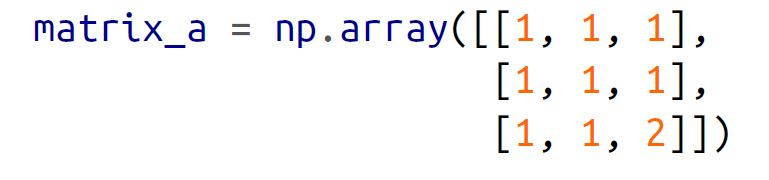 matrix_a = np.array([[1, 1, 1],
                     [1, 1, 1],
                     [1, 1, 2]])